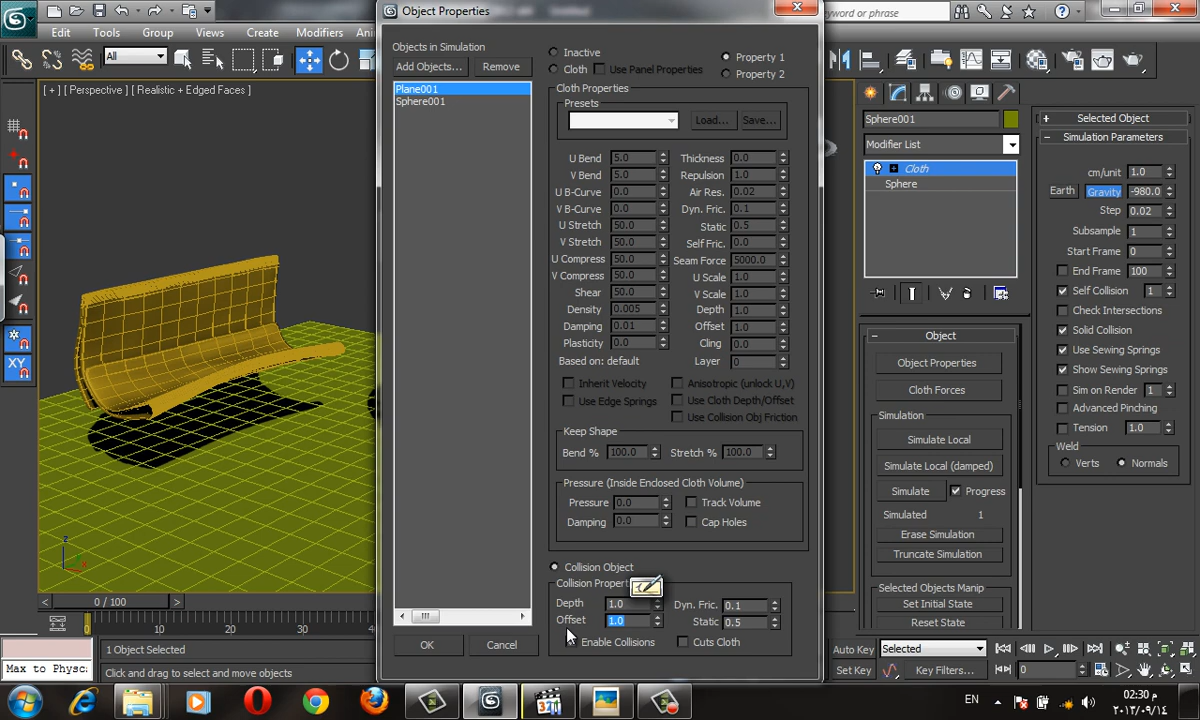 Object Properties
keyword or phrase
Edit
Tools
Group
Views
Create
Modifiers
All
[ + ] [ Perspective ] [ Realistic + Edged Faces ]
XY
Objects in Simulation
Add Objects...
Remove
Plane001
Sphere001
Inactive
Cloth
Use Panel Properties
Property 1
Property 2
Cloth Properties
Presets
Load...
Save...
U Bend 5.0 Thickness 0.0
V Bend 5.0 Repulsion 1.0
U B-Curve 0.0 Air Res. 0.02
V B-Curve 0.0 Dyn. Fric. 0.1
U Stretch 50.0 Static 0.5
V Stretch 50.0 Self Fric. 0.0
U Compress 50.0 Seam Force 5000.0
V Compress 50.0 U Scale 1.0
Shear 50.0 V Scale 1.0
Density 0.005 Depth 1.0
Damping 0.01 Offset 1.0
Plasticity 0.0 Cling 0.0
Based on: default Layer 0
Inherit Velocity
Anisotropic (unlock U,V)
Use Edge Springs
Use Cloth Depth/Offset
Use Collision Obj Friction
Keep Shape
Bend % 100.0 Stretch % 100.0
Pressure (Inside Enclosed Cloth Volume)
Pressure 0.0 Track Volume
Damping 0.0 Cap Holes
Collision Object
Depth 1.0 Dyn. Fric. 0.1
Offset 1.0 Static 0.5
Enable Collisions Cuts Cloth
OK
Cancel
Sphere001
Modifier List
Cloth
Sphere
Object
Object Properties
Cloth Forces
Simulation
Simulate Local
Simulate Local (damped)
Simulate Progress
Simulated 1
Erase Simulation
Truncate Simulation
Selected Objects Manip
Set Initial State
Reset State
Selected Object
Simulation Parameters
cm/unit 1.0
Earth Gravity -980.0
Step 0.02
Subsample 1
Start Frame 0
End Frame 100
Self Collision 1
Check Intersections
Solid Collision
Use Sewing Springs
Show Sewing Springs
Sim on Render 1
Advanced Pinching
Tension 1.0
Weld
Verts Normals
0 / 100
0 10 20 30
Max to Physc
1 Object Selected
Click and drag to select and move objects
Auto Key
Selected
Set Key
Key Filters...
0
EN
02:30 م
٢٠١٣/٠٩/١٤